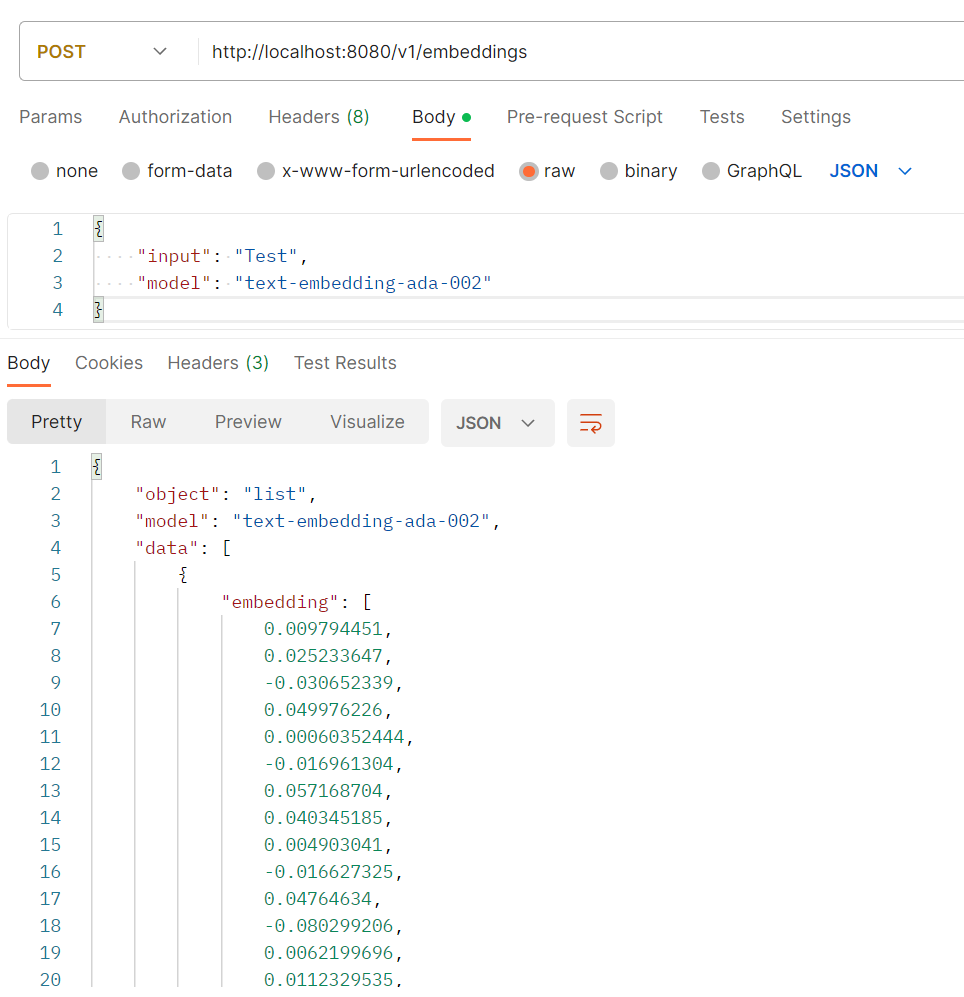 POST http://localhost:8080/v1/embeddings
Params Authorization Headers (8) Body Pre-request Script Tests Settings
none form-data x-www-form-urlencoded raw binary GraphQL JSON
1 {
2 "input": "Test",
3 "model": "text-embedding-ada-002"
4 }
Body Cookies Headers (3) Test Results
Pretty Raw Preview Visualize JSON
1 {
2 "object": "list",
3 "model": "text-embedding-ada-002",
4 "data": [
5 {
6 "embedding": [
7 0.009794451,
8 0.025233647,
9 -0.030652339,
10 0.049976226,
11 0.00060352444,
12 -0.016961304,
13 0.057168704,
14 0.040345185,
15 0.004903041,
16 -0.016627325,
17 0.04764634,
18 -0.080299206,
19 0.0062199696,
20 0.0112329535,